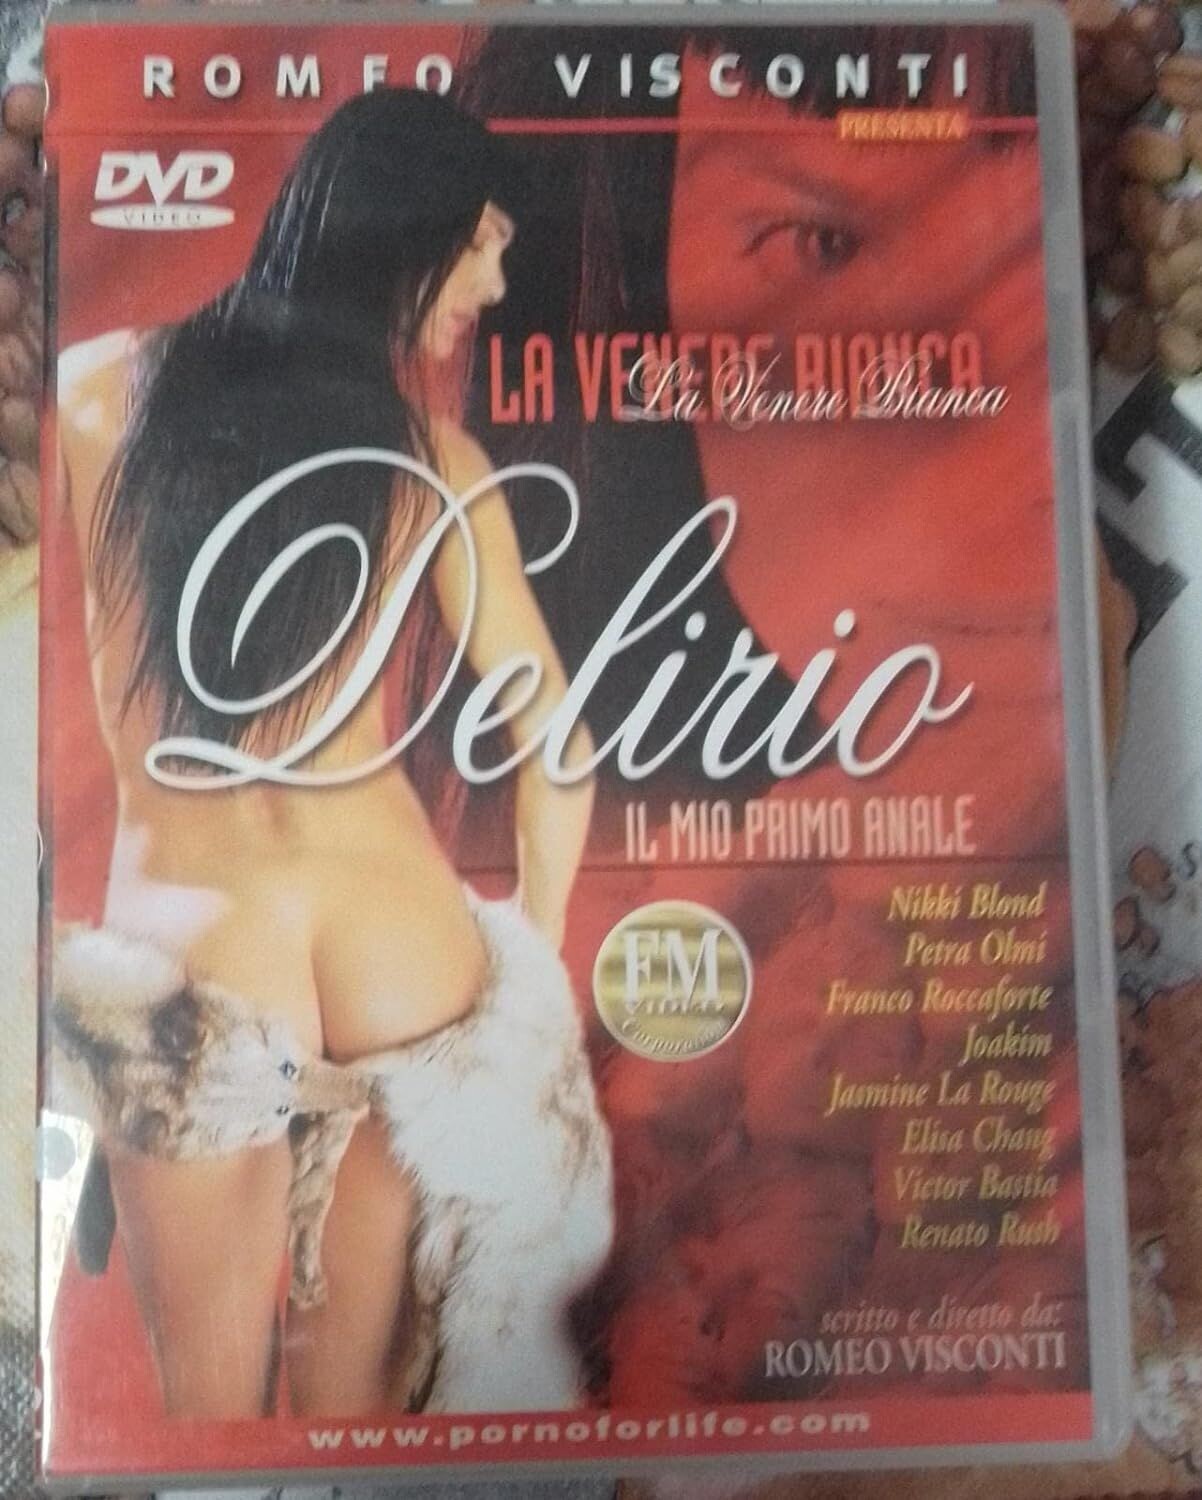 ROMEO VISCONTI
PRESENTA
DVD
VIDEO
LA VENERE BIANCA
La Venere Bianca
Delirio
IL MIO PRIMO ANALE
Nikki Blond
Petra Olmi
Franco Roccaforte
Joakim
Jasmine La Rouge
Elisa Chang
Victor Bastia
Renato Rush
FM
VIDEO
Corporation
scritto e diretto da:
ROMEO VISCONTI
www.pornoforlife.com